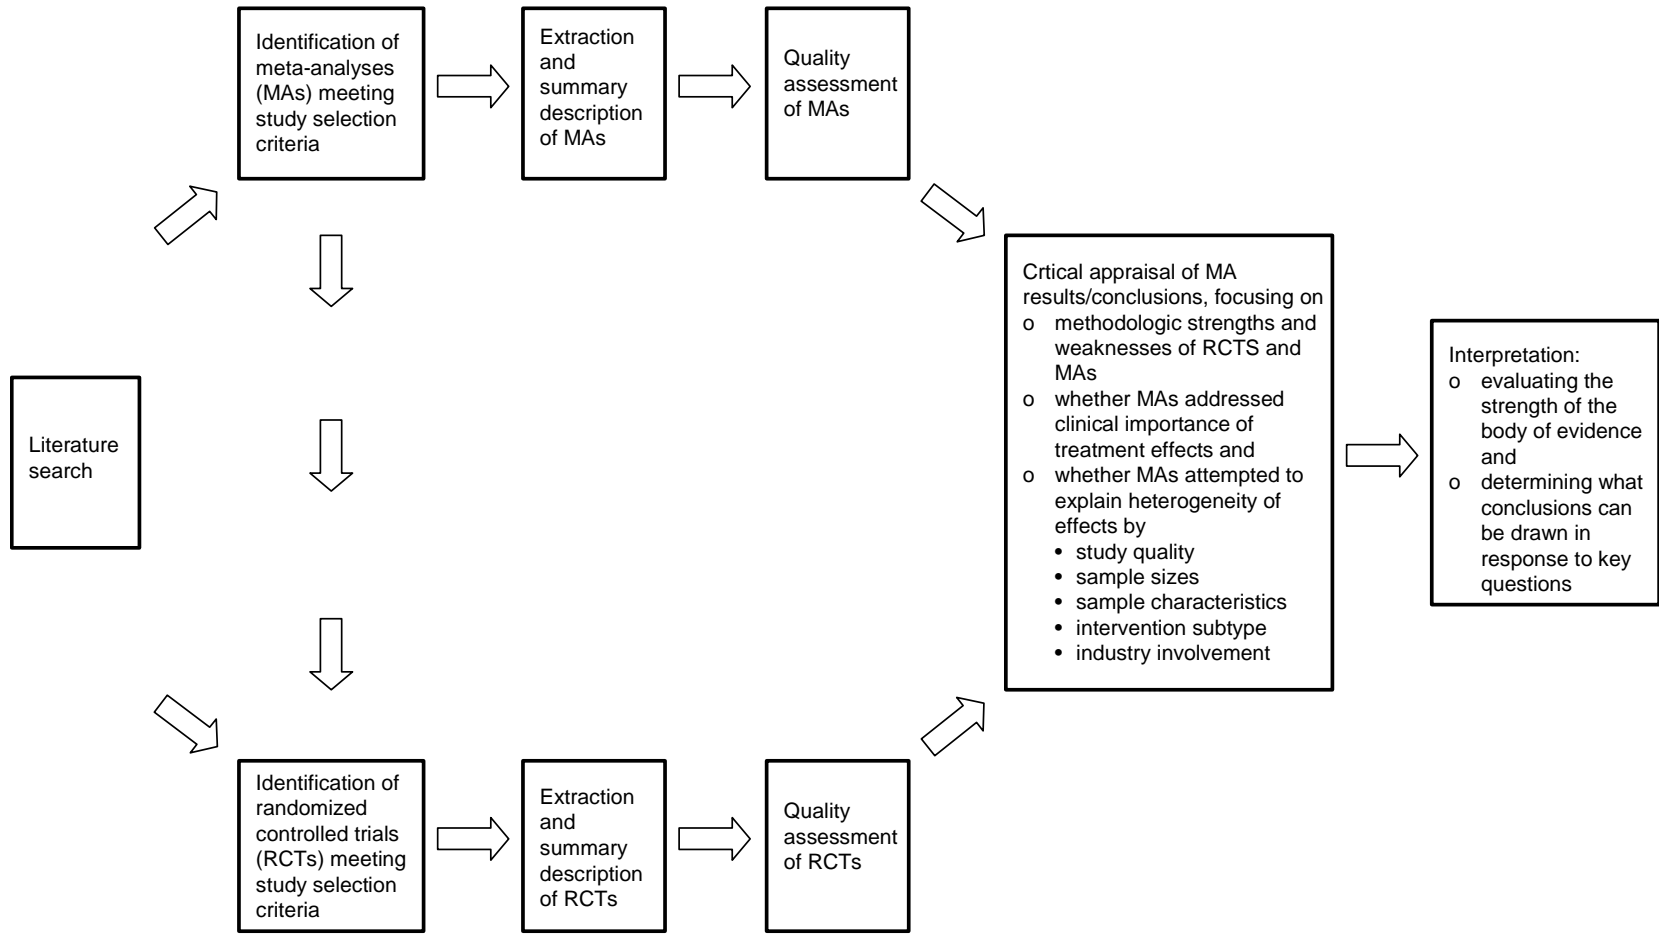 Literature
search
Identification of
meta-analyses
(MAs) meeting
study selection
criteria
Extraction
and
summary
description
of MAs
Quality
assessment
of MAs
Identification of
randomized
controlled trials
(RCTs) meeting
study selection
criteria
Extraction
and
summary
description
of RCTs
Quality
assessment
of RCTs
Crtical appraisal of MA
results/conclusions, focusing on
o methodologic strengths and
weaknesses of RCTS and
MAs
o whether MAs addressed
clinical importance of
treatment effects and
o whether MAs attempted to
explain heterogeneity of
effects by
• study quality
• sample sizes
• sample characteristics
• intervention subtype
• industry involvement
Interpretation:
o evaluating the
strength of the
body of evidence
and
o determining what
conclusions can
be drawn in
response to key
questions